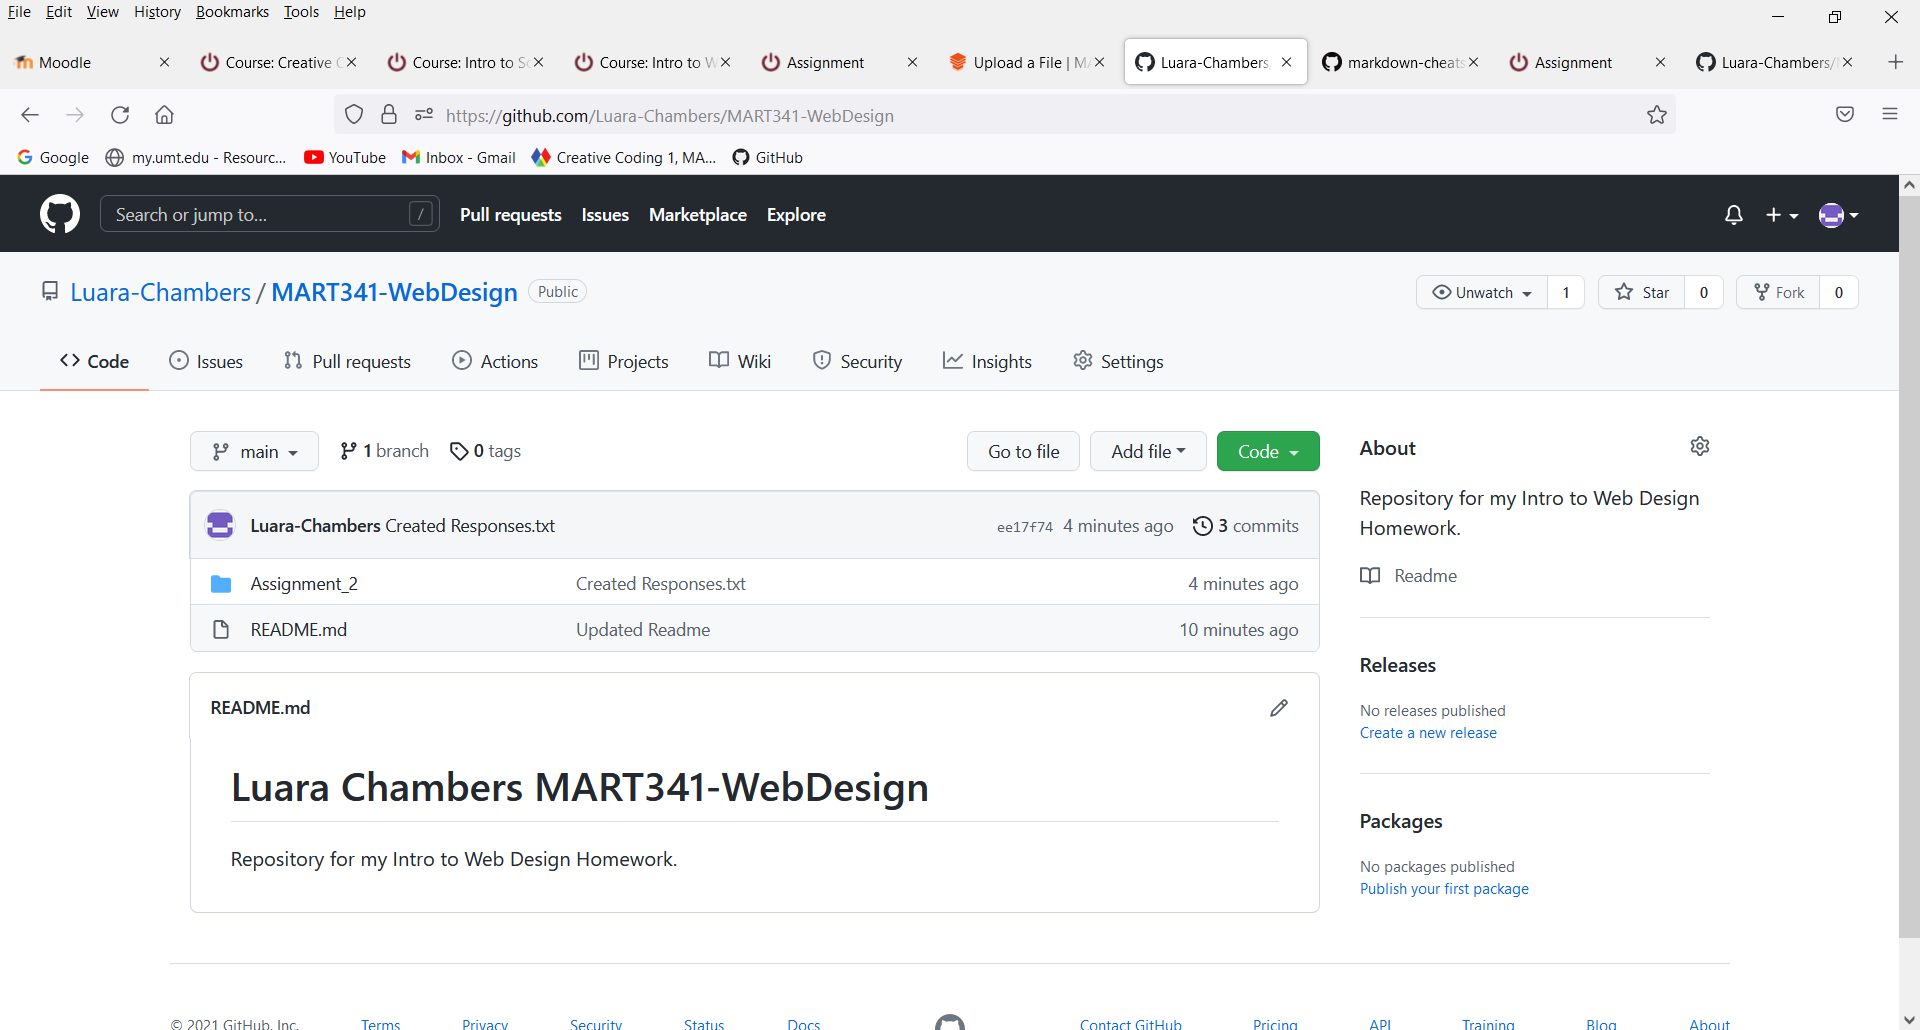 File Edit View History Bookmarks Tools Help
Moodle
Course: Creative C
Course: Intro to Sc
Course: Intro to W
Assignment
Upload a File | MA
Luara-Chambers,
markdown-cheats
Assignment
Luara-Chambers/
https://github.com/Luara-Chambers/MART341-WebDesign
Google my.umt.edu - Resourc... YouTube Inbox - Gmail Creative Coding 1, MA... GitHub
Search or jump to... / Pull requests Issues Marketplace Explore
Luara-Chambers / MART341-WebDesign Public Unwatch 1 Star 0 Fork 0
Code Issues Pull requests Actions Projects Wiki Security Insights Settings
main 1 branch 0 tags Go to file Add file Code
Luara-Chambers Created Responses.txt ee17f74 4 minutes ago 3 commits
Assignment_2 Created Responses.txt 4 minutes ago
README.md Updated Readme 10 minutes ago
README.md
Luara Chambers MART341-WebDesign
Repository for my Intro to Web Design Homework.
About
Repository for my Intro to Web Design
Homework.
Readme
Releases
No releases published
Create a new release
Packages
No packages published
Publish your first package
© 2021 GitHub, Inc. Terms Privacy Security Status Docs Contact GitHub Pricing API Training Blog About